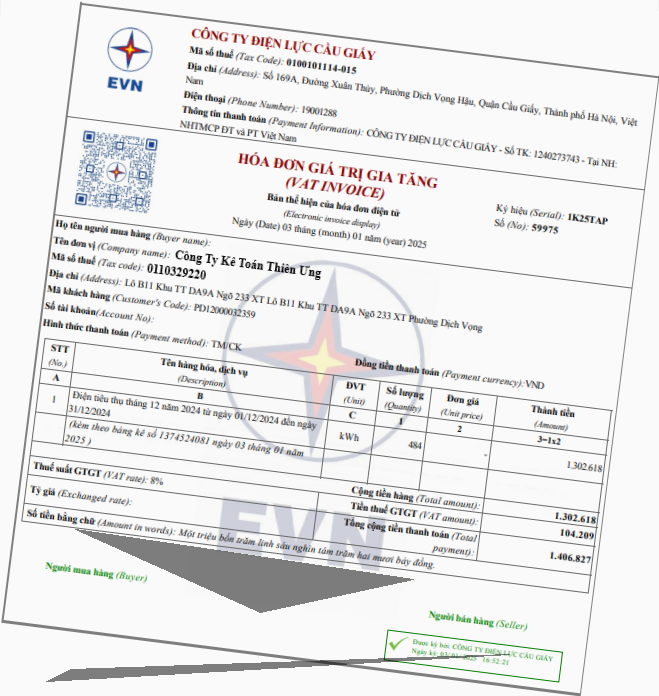 EVN
CÔNG TY ĐIỆN LỰC CẦU GIẤY
Mã số thuế (Tax Code): 0100101114-015
Địa chỉ (Address): Số 169A, Đường Xuân Thủy, Phường Dịch Vọng Hậu, Quận Cầu Giấy, Thành phố Hà Nội, Việt
Nam
Điện thoại (Phone Number): 19001288
Thông tin thanh toán (Payment Information): CÔNG TY ĐIỆN LỰC CẦU GIẤY - Số TK: 1240273743 - Tại NH:
NHTMCP ĐT và PT Việt Nam
HÓA ĐƠN GIÁ TRỊ GIA TĂNG
(VAT INVOICE)
Bản thể hiện của hóa đơn điện tử
(Electronic invoice display)
Ngày (Date) 03 tháng (month) 01 năm (year) 2025
Ký hiệu (Serial): 1K25TAP
Số (No): 59975
Họ tên người mua hàng (Buyer name):
Tên đơn vị (Company name): Công Ty Kế Toán Thiên Ưng
Mã số thuế (Tax code): 0110329220
Địa chỉ (Address): Lô B11 Khu TT DA9A Ngõ 233 XT Lô B11 Khu TT DA9A Ngõ 233 XT Phường Dịch Vọng
Mã khách hàng (Customer's Code): PD12000032359
Số tài khoản(Account No):
Hình thức thanh toán (Payment method): TM/CK
Đồng tiền thanh toán (Payment currency):VND
STT (No.) Tên hàng hóa, dịch vụ (Description) ĐVT (Unit) Số lượng (Quantity) Đơn giá (Unit price) Thành tiền (Amount)
A B C 1 2 3=1x2
1 Điện tiêu thụ tháng 12 năm 2024 từ ngày 01/12/2024 đến ngày
31/12/2024 kWh 484 - 1.302.618
(kèm theo bảng kê số 1374524081 ngày 03 tháng 01 năm
2025 )
Cộng tiền hàng (Total amount): 1.302.618
Thuế suất GTGT (VAT rate): 8% Tiền thuế GTGT (VAT amount): 104.209
Tỷ giá (Exchanged rate): Tổng cộng tiền thanh toán (Total
payment): 1.406.827
Số tiền bằng chữ (Amount in words): Một triệu bốn trăm linh sáu nghìn tám trăm hai mươi bảy đồng.
EVN
Người mua hàng (Buyer)
Người bán hàng (Seller)
Được ký bởi: CÔNG TY ĐIỆN LỰC CẦU GIẤY
Ngày ký: 03/01/2025 16:52:21